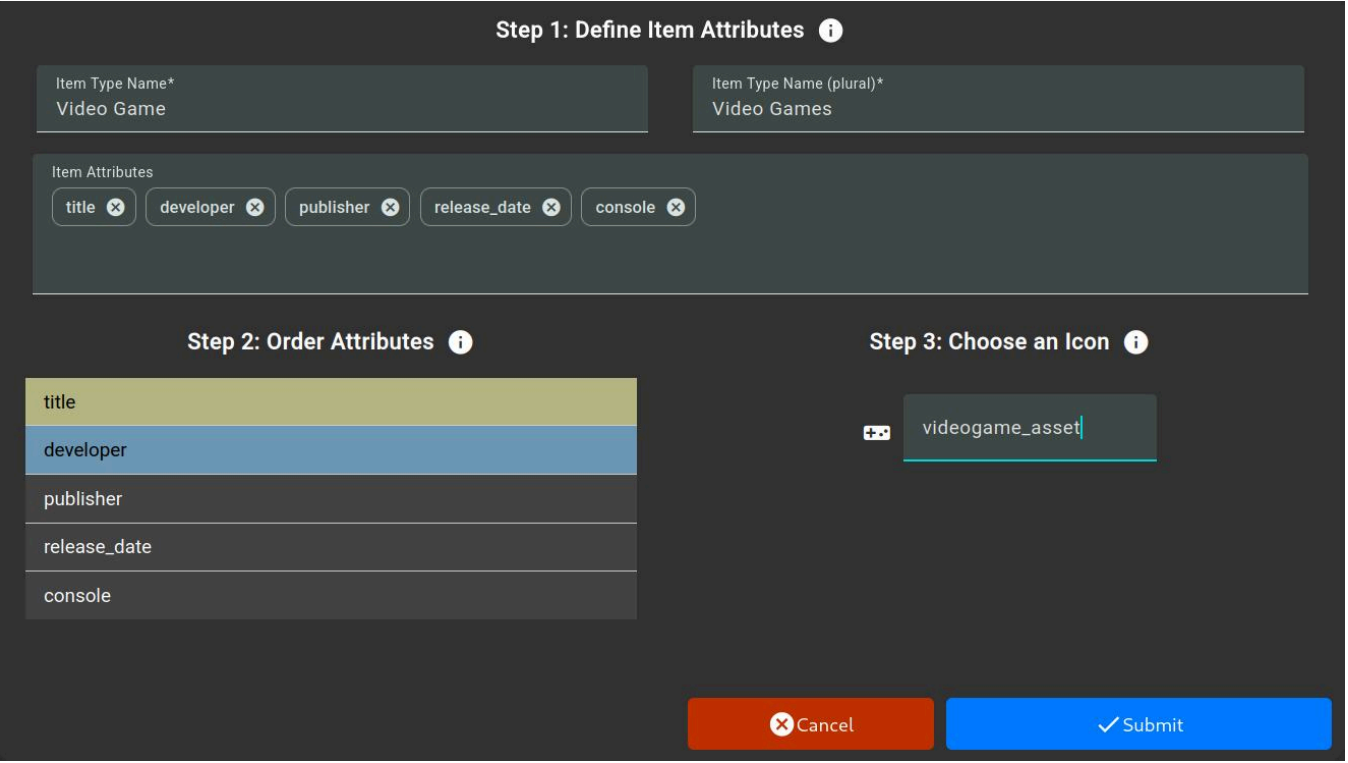 Step 1: Define Item Attributes
Item Type Name*
Video Game
Item Type Name (plural)*
Video Games
Item Attributes
title developer publisher release_date console
Step 2: Order Attributes
title
developer
publisher
release_date
console
Step 3: Choose an Icon
videogame_asset
Cancel
Submit